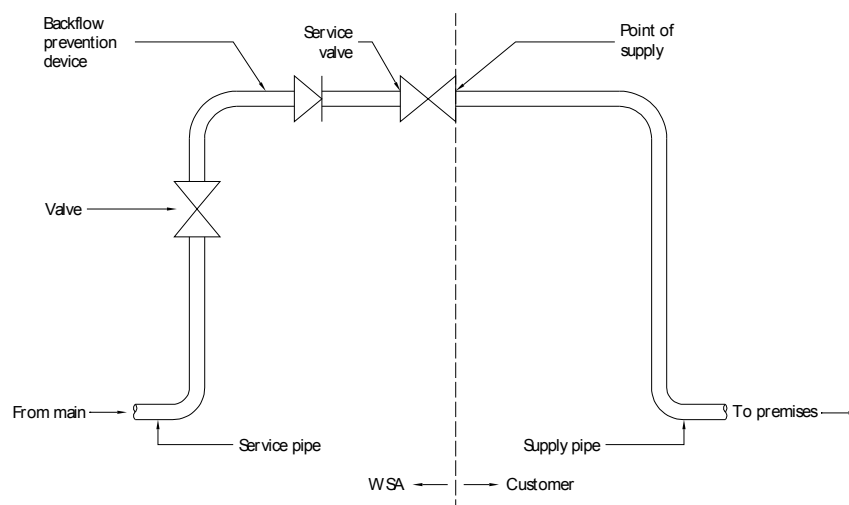 Backflow
prevention
device
Service
valve
Point of
supply
Valve
From main
To premises
Service pipe
Supply pipe
WSA
Customer